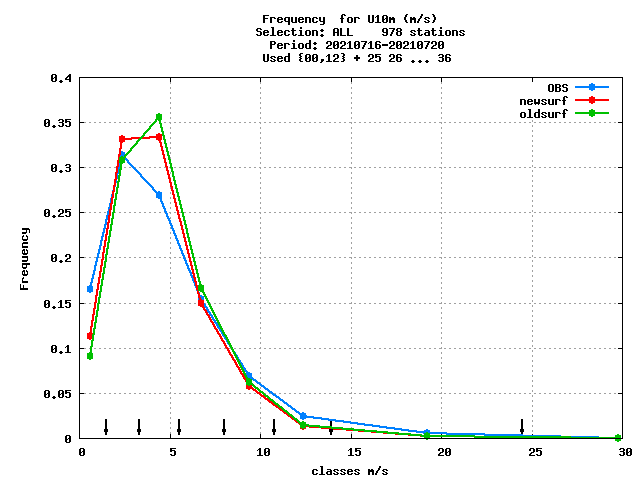 Frequency for U10m (m/s)
Selection: ALL 978 stations
Period: 20210716-20210720
Used {00,12} + 25 26 ... 36
OBS
newsurf
oldsurf
0.4
0.35
0.3
0.25
0.2
0.15
0.1
0.05
0
Frequency
0 5 10 15 20 25 30
classes m/s